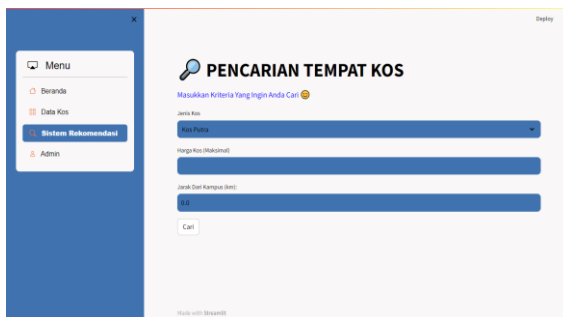 Deploy
Menu
Beranda
Data Kos
Sistem Rekomendasi
Admin
PENCARIAN TEMPAT KOS
Masukkan Kriteria Yang Ingin Anda Cari
Jenis Kos
Kos Putra
Harga Kos (Maksimal)
Jarak Dari Kampus (km)
0.0
Cari
Made with Streamlit